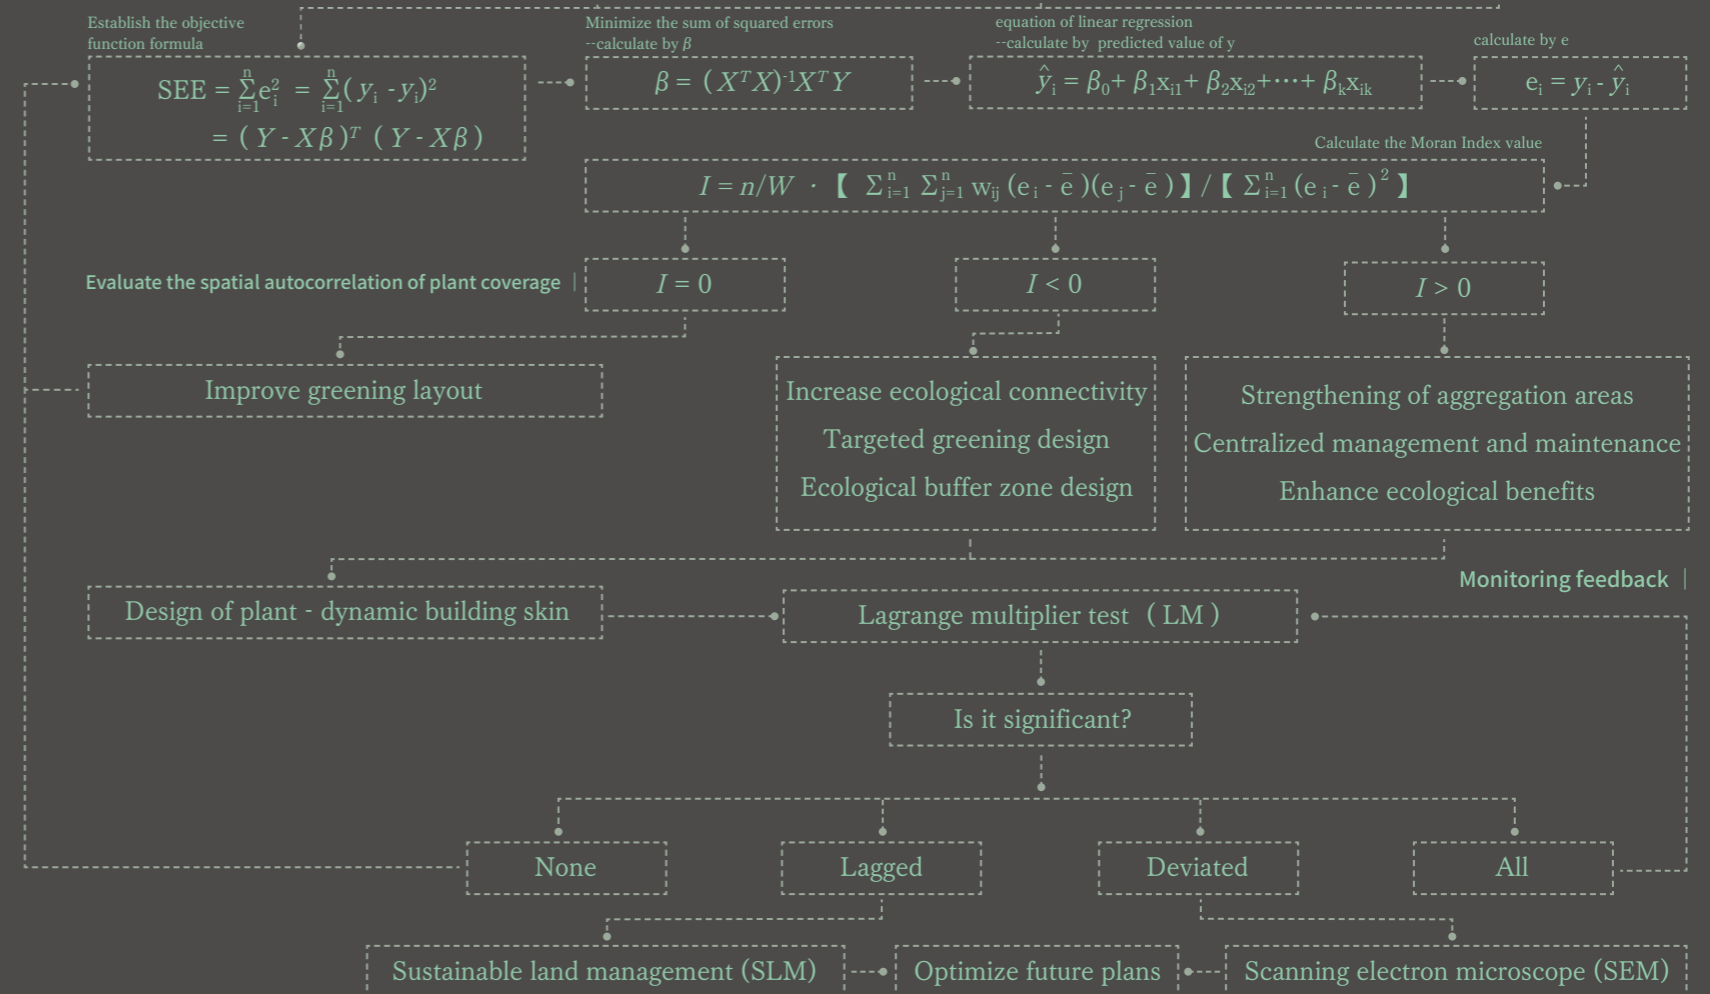 Establish the objective
function formula
SEE = Σⁿᵢ₌₁eᵢ² = Σⁿᵢ₌₁( yᵢ - yᵢ)²
= ( Y - Xβ )ᵀ ( Y - Xβ )
Minimize the sum of squared errors
--calculate by β
β = ( XᵀX)⁻¹XᵀY
equation of linear regression
--calculate by predicted value of y
ŷᵢ = β₀+ β₁xᵢ₁+ β₂xᵢ₂+···+ βₖxᵢₖ
calculate by e
eᵢ = yᵢ - ŷᵢ
Calculate the Moran Index value
I = n/W · 【 Σⁿᵢ₌₁ Σⁿⱼ₌₁ wᵢⱼ (eᵢ - ē )(eⱼ - ē )】/【 Σⁿᵢ₌₁ (eᵢ - ē )² 】
Evaluate the spatial autocorrelation of plant coverage
I = 0
I < 0
I > 0
Improve greening layout
Increase ecological connectivity
Targeted greening design
Ecological buffer zone design
Strengthening of aggregation areas
Centralized management and maintenance
Enhance ecological benefits
Monitoring feedback
Design of plant - dynamic building skin
Lagrange multiplier test ( LM )
Is it significant?
None
Lagged
Deviated
All
Sustainable land management (SLM)
Optimize future plans
Scanning electron microscope (SEM)